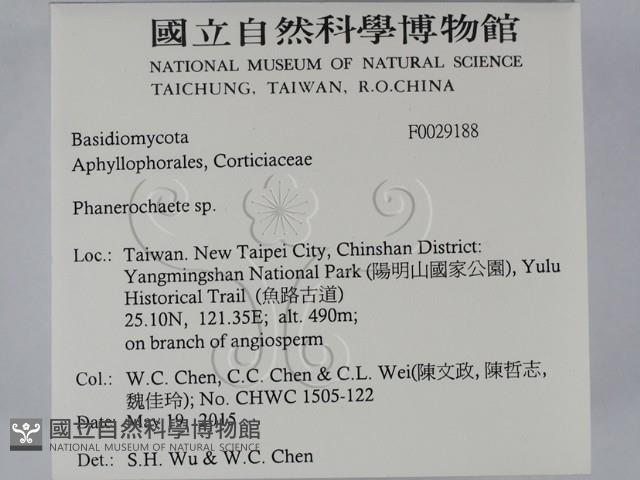 國立自然科學博物館
NATIONAL MUSEUM OF NATURAL SCIENCE
TAICHUNG, TAIWAN, R.O.CHINA
Basidiomycota F0029188
Aphyllophorales, Corticiaceae
Phanerochaete sp.
Loc.: Taiwan. New Taipei City, Chinshan District:
Yangmingshan National Park (陽明山國家公園), Yulu
Historical Trail (魚路古道)
25.10N, 121.35E; alt. 490m;
on branch of angiosperm
Col.: W.C. Chen, C.C. Chen & C.L. Wei(陳文政, 陳哲志,
魏佳玲); No. CHWC 1505-122
Date: May 19, 2015
國立自然科學博物館
NATIONAL MUSEUM OF NATURAL SCIENCE
Det.: S.H. Wu & W.C. Chen